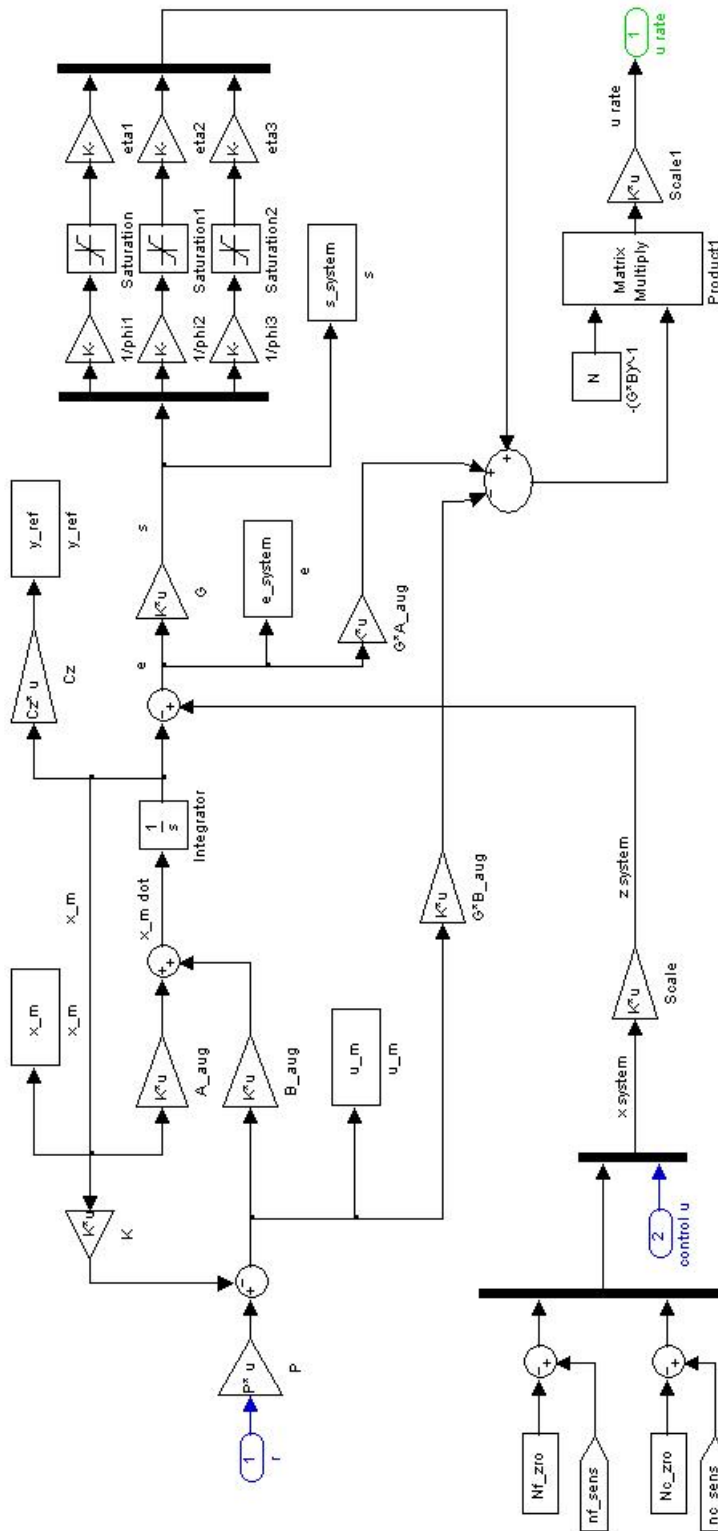 y_ref
y_ref
Cz* u
Cz
x_m
x_m
x_m
K*u
K
K*u
A_aug
K*u
B_aug
x_m dot
1
s
Integrator
e
K*u
G
s
K-
1/phi1
K-
1/phi2
K-
1/phi3
Saturation
Saturation1
Saturation2
K-
eta1
K-
eta2
K-
eta3
s_system
s
e_system
e
K*u
G*A_aug
1
r
P* u
P
u_m
u_m
K*u
G*B_aug
N
-(G*B)^-1
Matrix
Multiply
Product1
K*u
Scale1
u rate
1
u rate
Nf_zro
nf_sens
Nc_zro
nc_sens
2
control u
x system
K*u
Scale
z system